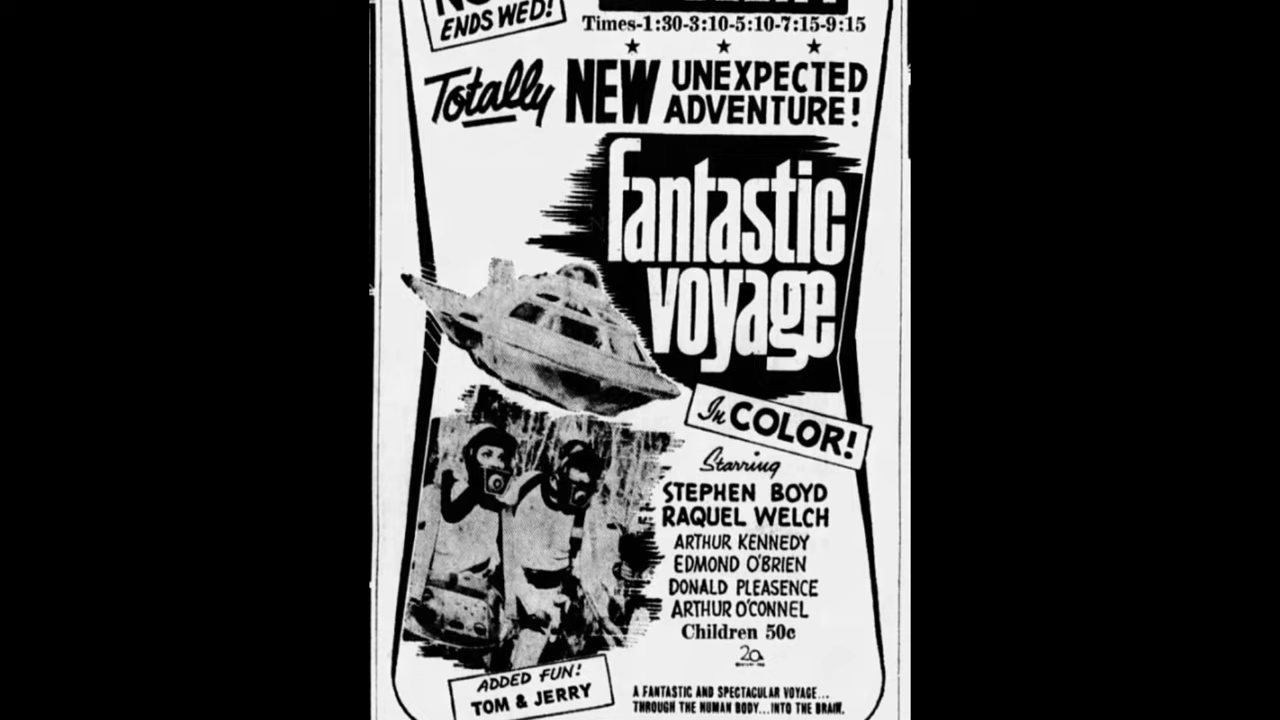 ENDS WED!
Times-1:30-3:10-5:10-7:15-9:15
Totally NEW UNEXPECTED
ADVENTURE!
fantastic
voyage
In COLOR!
Starring
STEPHEN BOYD
RAQUEL WELCH
ARTHUR KENNEDY
EDMOND O'BRIEN
DONALD PLEASENCE
ARTHUR O'CONNEL
Children 50c
20
ADDED FUN!
TOM & JERRY
A FANTASTIC AND SPECTACULAR VOYAGE...
THROUGH THE HUMAN BODY...INTO THE BRAIN.